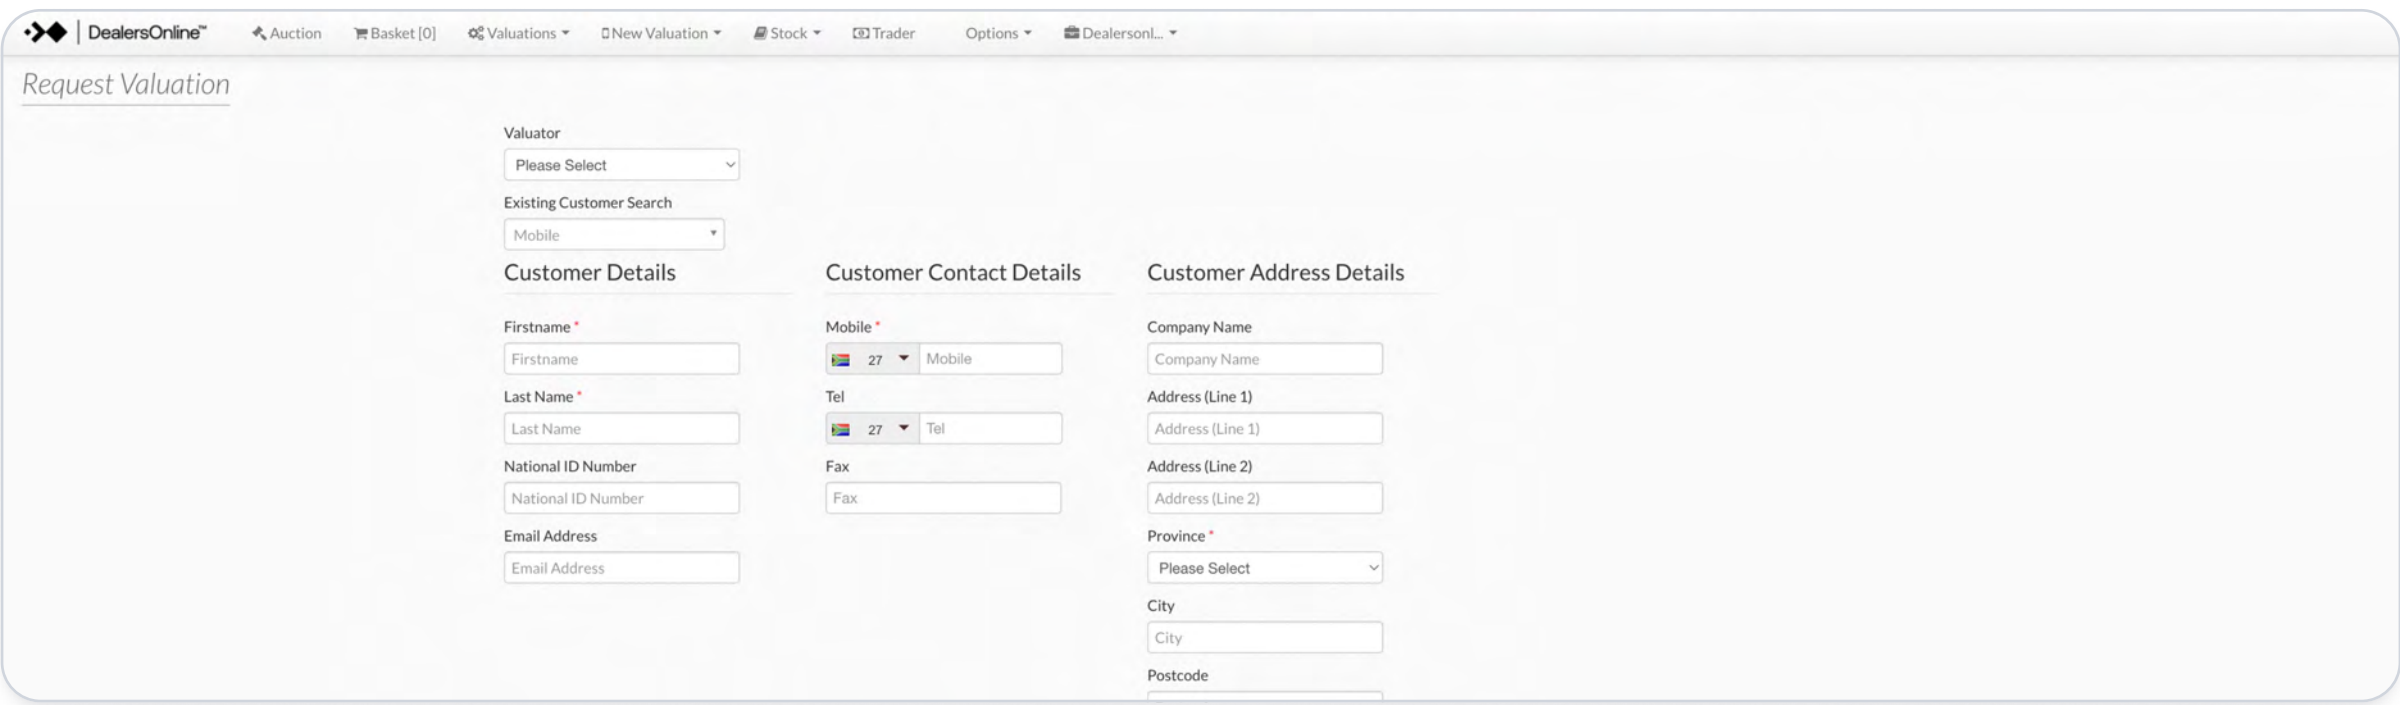 DealersOnline™ Auction Basket [0] Valuations New Valuation Stock Trader Options Dealersonl...
Request Valuation
Valuator
Please Select
Existing Customer Search
Mobile
Customer Details
Firstname *
Firstname
Last Name *
Last Name
National ID Number
National ID Number
Email Address
Email Address
Customer Contact Details
Mobile *
27 Mobile
Tel
27 Tel
Fax
Fax
Customer Address Details
Company Name
Company Name
Address (Line 1)
Address (Line 1)
Address (Line 2)
Address (Line 2)
Province *
Please Select
City
City
Postcode